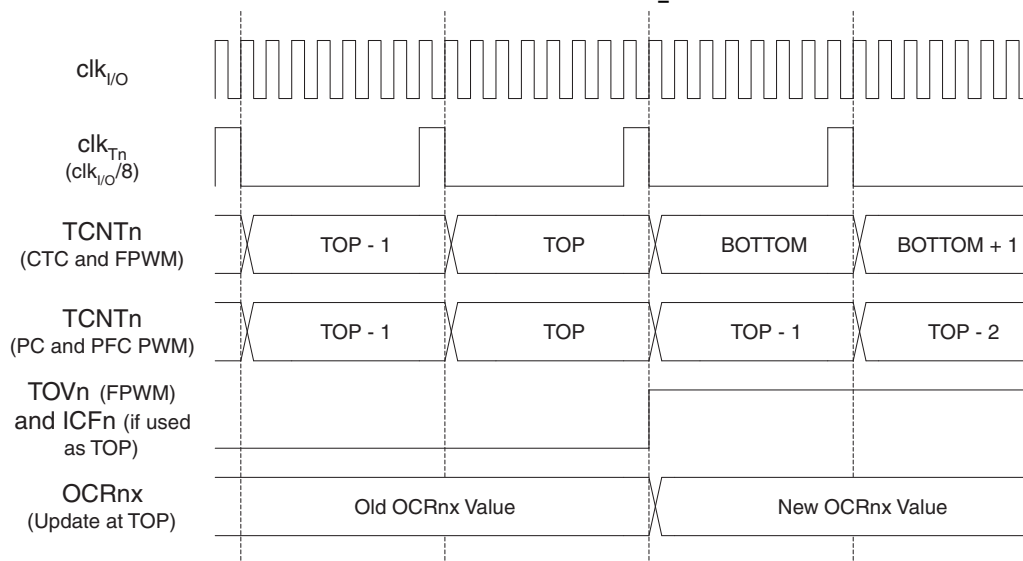 clkI/O
clkTn
(clkI/O/8)
TCNTn
(CTC and FPWM)
TOP - 1
TOP
BOTTOM
BOTTOM + 1
TCNTn
(PC and PFC PWM)
TOP - 1
TOP
TOP - 1
TOP - 2
TOVn (FPWM)
and ICFn (if used
as TOP)
OCRnx
(Update at TOP)
Old OCRnx Value
New OCRnx Value